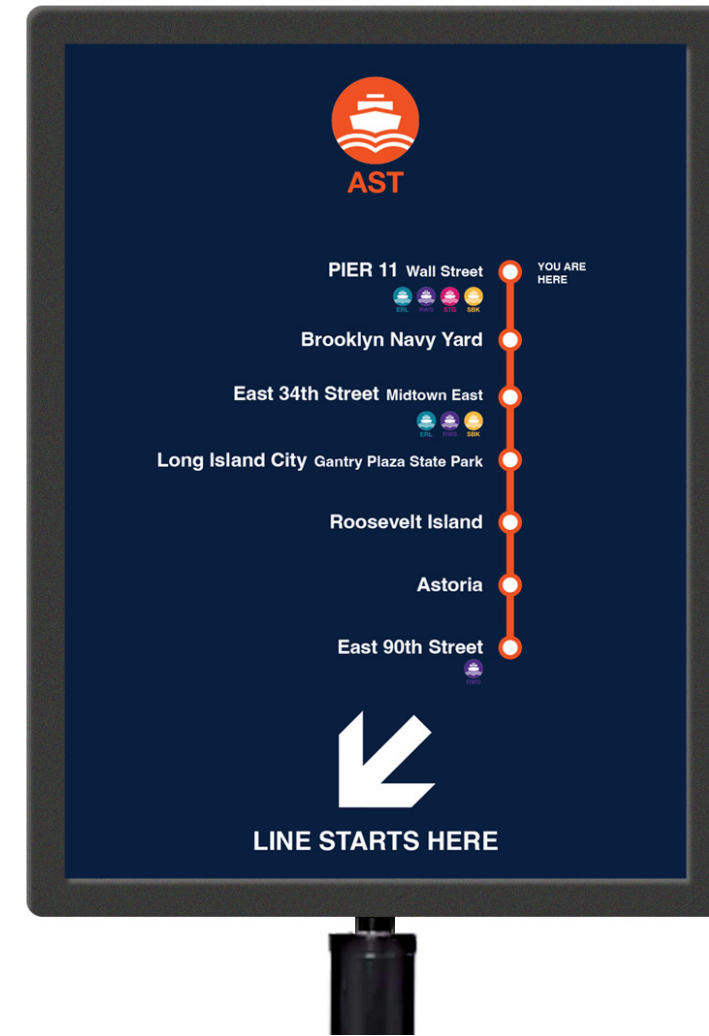 AST
PIER 11 Wall Street
YOU ARE
HERE
ERL RWS STG SBK
Brooklyn Navy Yard
East 34th Street Midtown East
ERL RWS SBK
Long Island City Gantry Plaza State Park
Roosevelt Island
Astoria
East 90th Street
RWS
LINE STARTS HERE